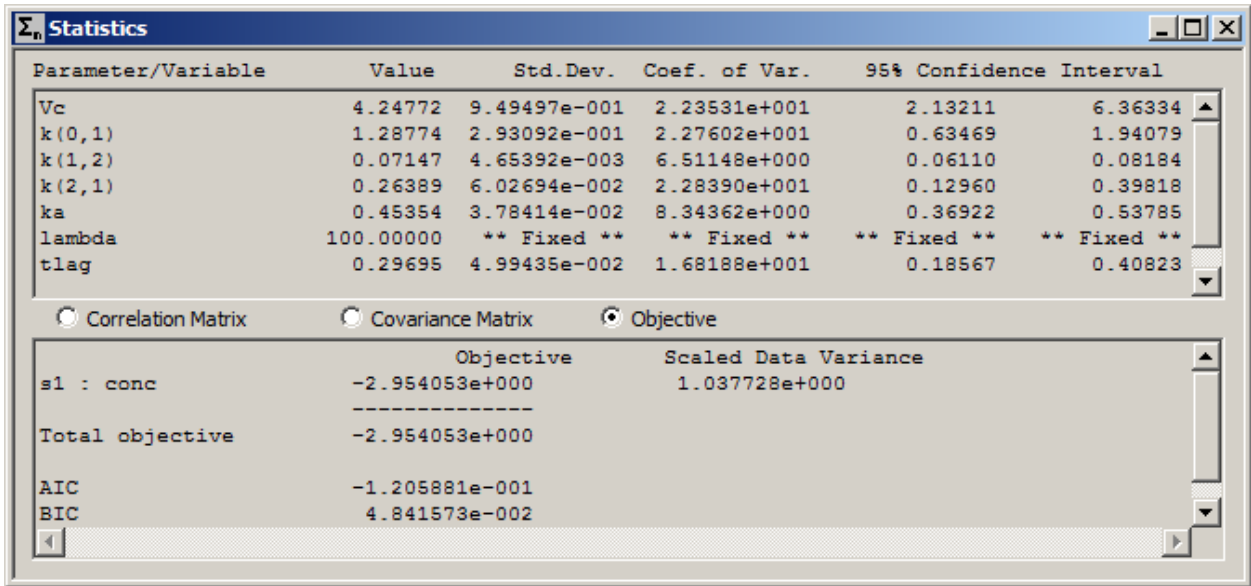 Σn Statistics
Parameter/Variable Value Std.Dev. Coef. of Var. 95% Confidence Interval
Vc 4.24772 9.49497e-001 2.23531e+001 2.13211 6.36334
k(0,1) 1.28774 2.93092e-001 2.27602e+001 0.63469 1.94079
k(1,2) 0.07147 4.65392e-003 6.51148e+000 0.06110 0.08184
k(2,1) 0.26389 6.02694e-002 2.28390e+001 0.12960 0.39818
ka 0.45354 3.78414e-002 8.34362e+000 0.36922 0.53785
lambda 100.00000 ** Fixed ** ** Fixed ** ** Fixed ** ** Fixed **
tlag 0.29695 4.99435e-002 1.68188e+001 0.18567 0.40823
Correlation Matrix Covariance Matrix Objective
Objective Scaled Data Variance
s1 : conc -2.954053e+000 1.037728e+000
--------------
Total objective -2.954053e+000
AIC -1.205881e-001
BIC 4.841573e-002